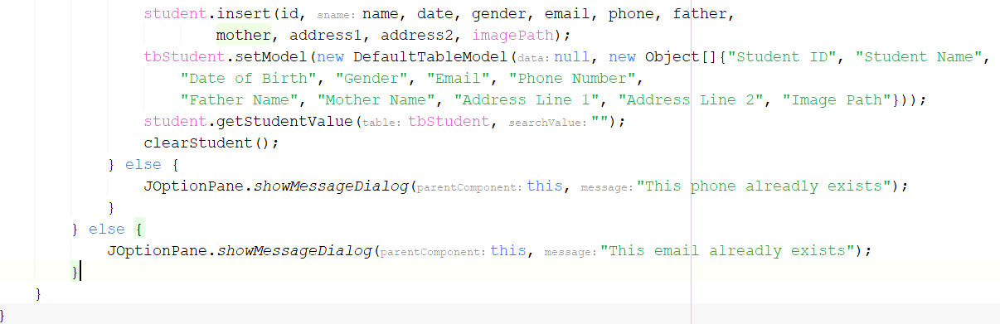 student.insert(id, sname: name, date, gender, email, phone, father,
mother, address1, address2, imagePath);
tbStudent.setModel(new DefaultTableModel(data: null, new Object[]{"Student ID", "Student Name",
"Date of Birth", "Gender", "Email", "Phone Number",
"Father Name", "Mother Name", "Address Line 1", "Address Line 2", "Image Path"}));
student.getStudentValue(table: tbStudent, searchValue: "");
clearStudent();
} else {
JOptionPane.showMessageDialog(parentComponent: this, message: "This phone alreadly exists");
}
} else {
JOptionPane.showMessageDialog(parentComponent: this, message: "This email alreadly exists");
}
}
}